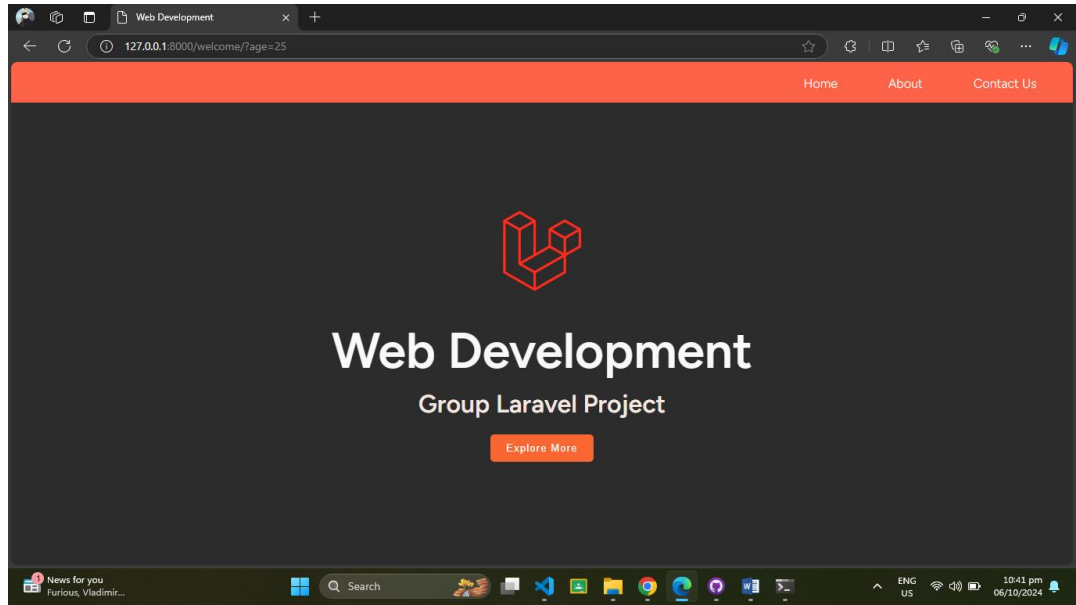 Web Development
127.0.0.1:8000/welcome/?age=25
Home About Contact Us
Web Development
Group Laravel Project
Explore More
1
News for you
Furious, Vladimir...
Search
ENG
US
10:41 pm
06/10/2024